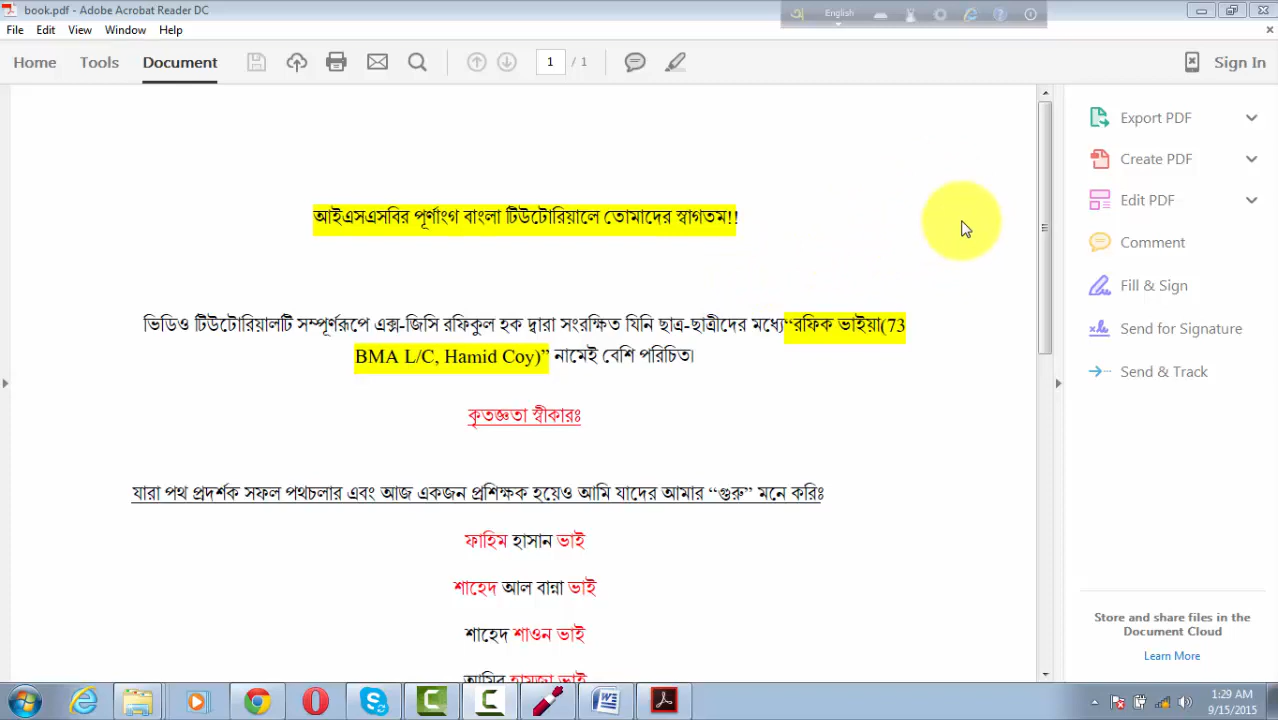 book.pdf - Adobe Acrobat Reader DC
English
File Edit View Window Help
Home Tools Document 1 / 1 Sign In
Export PDF
Create PDF
Edit PDF
Comment
Fill & Sign
Send for Signature
Send & Track
Store and share files in the
Document Cloud
Learn More
আইএসএসবির পূর্ণাংগ বাংলা টিউটোরিয়ালে তোমাদের স্বাগতম!!
ভিডিও টিউটোরিয়ালটি সম্পূর্ণরূপে এক্স-জিসি রফিকুল হক দ্বারা সংরক্ষিত যিনি ছাত্র-ছাত্রীদের মধ্যে“রফিক ভাইয়া(73
BMA L/C, Hamid Coy)” নামেই বেশি পরিচিত।
কৃতজ্ঞতা স্বীকারঃ
যারা পথ প্রদর্শক সফল পথচলার এবং আজ একজন প্রশিক্ষক হয়েও আমি যাদের আমার “গুরু” মনে করিঃ
ফাহিম হাসান ভাই
শাহেদ আল বান্না ভাই
শাহেদ শাওন ভাই
আমির হামজা ভাই
1:29 AM
9/15/2015